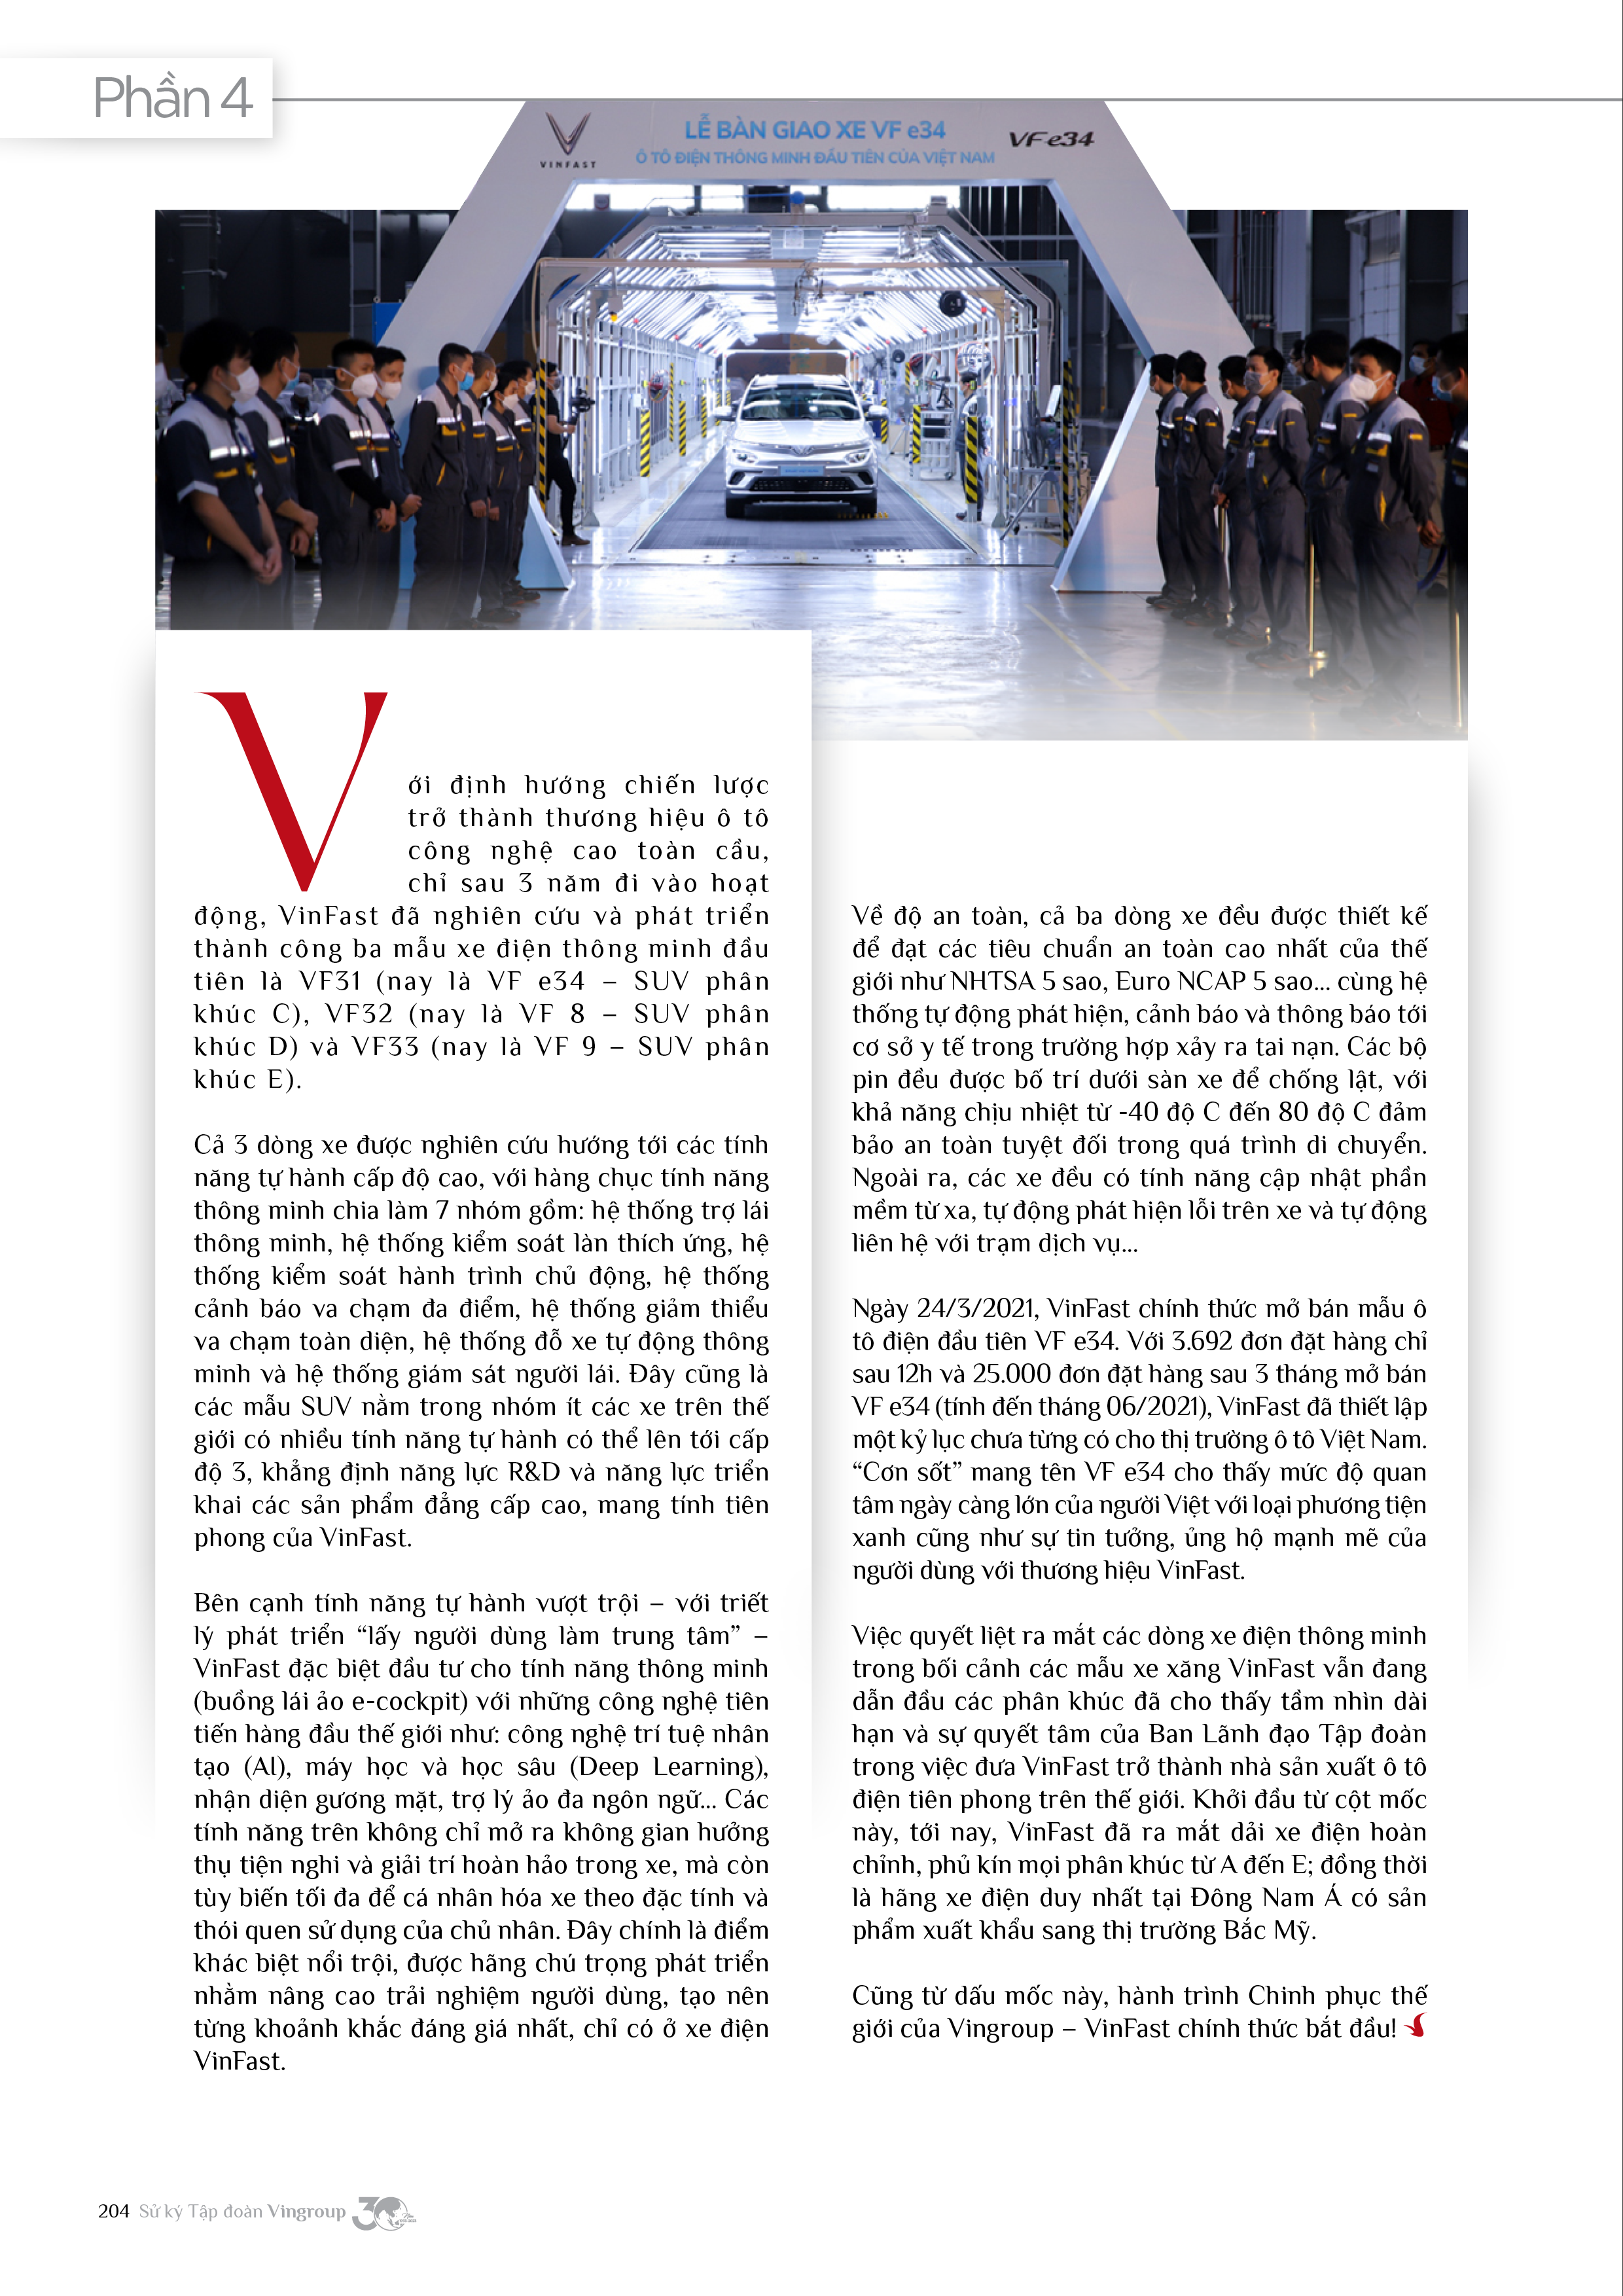 Phần 4
VINFAST
LỄ BÀN GIAO XE VF e34
Ô TÔ ĐIỆN THÔNG MINH ĐẦU TIÊN CỦA VIỆT NAM
VF e34
Với định hướng chiến lược
trở thành thương hiệu ô tô
công nghệ cao toàn cầu,
chỉ sau 3 năm đi vào hoạt
động, VinFast đã nghiên cứu và phát triển
thành công ba mẫu xe điện thông minh đầu
tiên là VF31 (nay là VF e34 – SUV phân
khúc C), VF32 (nay là VF 8 – SUV phân
khúc D) và VF33 (nay là VF 9 – SUV phân
khúc E).
Cả 3 dòng xe được nghiên cứu hướng tới các tính
năng tự hành cấp độ cao, với hàng chục tính năng
thông minh chia làm 7 nhóm gồm: hệ thống trợ lái
thông minh, hệ thống kiểm soát làn thích ứng, hệ
thống kiểm soát hành trình chủ động, hệ thống
cảnh báo va chạm đa điểm, hệ thống giảm thiểu
va chạm toàn diện, hệ thống đỗ xe tự động thông
minh và hệ thống giám sát người lái. Đây cũng là
các mẫu SUV nằm trong nhóm ít các xe trên thế
giới có nhiều tính năng tự hành có thể lên tới cấp
độ 3, khẳng định năng lực R&D và năng lực triển
khai các sản phẩm đẳng cấp cao, mang tính tiên
phong của VinFast.
Bên cạnh tính năng tự hành vượt trội – với triết
lý phát triển “lấy người dùng làm trung tâm” –
VinFast đặc biệt đầu tư cho tính năng thông minh
(buồng lái ảo e-cockpit) với những công nghệ tiên
tiến hàng đầu thế giới như: công nghệ trí tuệ nhân
tạo (AI), máy học và học sâu (Deep Learning),
nhận diện gương mặt, trợ lý ảo đa ngôn ngữ... Các
tính năng trên không chỉ mở ra không gian hưởng
thụ tiện nghi và giải trí hoàn hảo trong xe, mà còn
tùy biến tối đa để cá nhân hóa xe theo đặc tính và
thói quen sử dụng của chủ nhân. Đây chính là điểm
khác biệt nổi trội, được hãng chú trọng phát triển
nhằm nâng cao trải nghiệm người dùng, tạo nên
từng khoảnh khắc đáng giá nhất, chỉ có ở xe điện
VinFast.
Về độ an toàn, cả ba dòng xe đều được thiết kế
để đạt các tiêu chuẩn an toàn cao nhất của thế
giới như NHTSA 5 sao, Euro NCAP 5 sao... cùng hệ
thống tự động phát hiện, cảnh báo và thông báo tới
cơ sở y tế trong trường hợp xảy ra tai nạn. Các bộ
pin đều được bố trí dưới sàn xe để chống lật, với
khả năng chịu nhiệt từ -40 độ C đến 80 độ C đảm
bảo an toàn tuyệt đối trong quá trình di chuyển.
Ngoài ra, các xe đều có tính năng cập nhật phần
mềm từ xa, tự động phát hiện lỗi trên xe và tự động
liên hệ với trạm dịch vụ...
Ngày 24/3/2021, VinFast chính thức mở bán mẫu ô
tô điện đầu tiên VF e34. Với 3.692 đơn đặt hàng chỉ
sau 12h và 25.000 đơn đặt hàng sau 3 tháng mở bán
VF e34 (tính đến tháng 06/2021), VinFast đã thiết lập
một kỷ lục chưa từng có cho thị trường ô tô Việt Nam.
“Cơn sốt” mang tên VF e34 cho thấy mức độ quan
tâm ngày càng lớn của người Việt với loại phương tiện
xanh cũng như sự tin tưởng, ủng hộ mạnh mẽ của
người dùng với thương hiệu VinFast.
Việc quyết liệt ra mắt các dòng xe điện thông minh
trong bối cảnh các mẫu xe xăng VinFast vẫn đang
dẫn đầu các phân khúc đã cho thấy tầm nhìn dài
hạn và sự quyết tâm của Ban Lãnh đạo Tập đoàn
trong việc đưa VinFast trở thành nhà sản xuất ô tô
điện tiên phong trên thế giới. Khởi đầu từ cột mốc
này, tới nay, VinFast đã ra mắt dải xe điện hoàn
chỉnh, phủ kín mọi phân khúc từ A đến E; đồng thời
là hãng xe điện duy nhất tại Đông Nam Á có sản
phẩm xuất khẩu sang thị trường Bắc Mỹ.
Cũng từ dấu mốc này, hành trình Chinh phục thế
giới của Vingroup – VinFast chính thức bắt đầu!
204 Sử ký Tập đoàn Vingroup 30